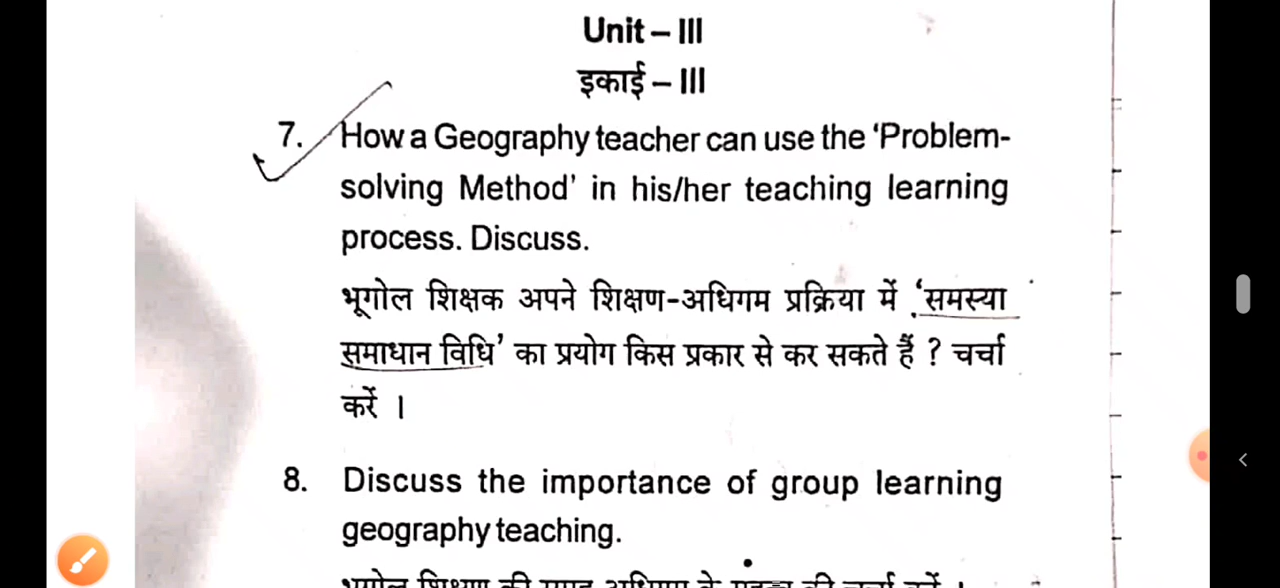 Unit – III
इकाई – III
7. How a Geography teacher can use the ‘Problem-
solving Method’ in his/her teaching learning
process. Discuss.
भूगोल शिक्षक अपने शिक्षण-अधिगम प्रक्रिया में ‘समस्या
समाधान विधि’ का प्रयोग किस प्रकार से कर सकते हैं ? चर्चा
करें ।
8. Discuss the importance of group learning
geography teaching.